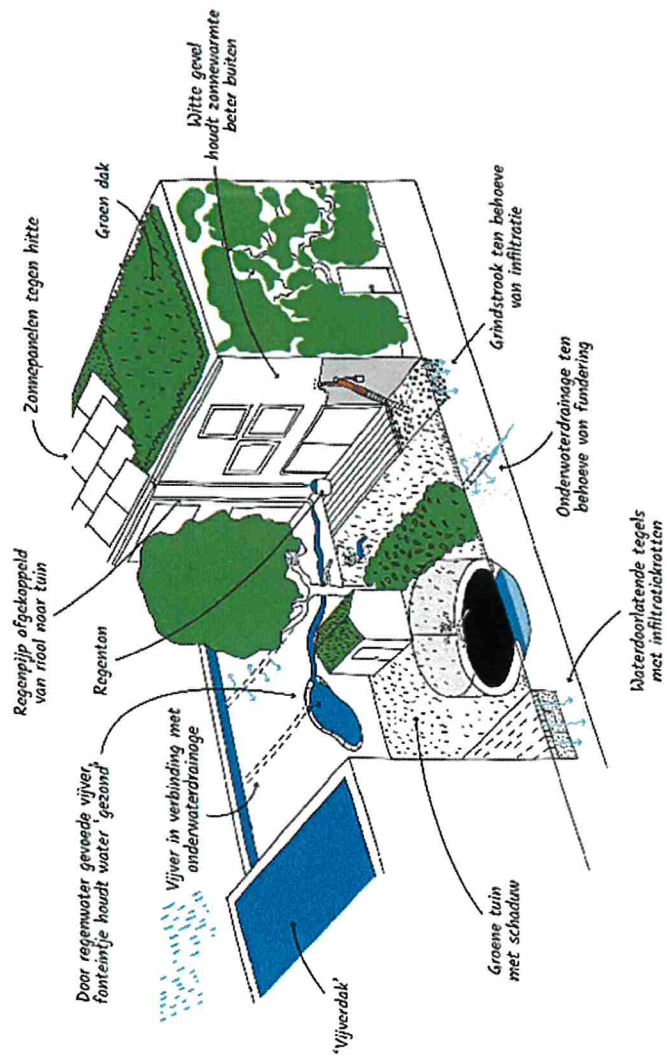 Zonnepanelen tegen hitte
Groen dak
Witte gevel
houdt zonnewarmte
beter buiten
Regenpijp afgekoppeld
van riool naar tuin
Regenton
Door regenwater gevoede vijver,
fonteintje houdt water 'gezond'
Vijver in verbinding met
onderwaterdrainage
'Vijverdak'
Groene tuin
met schaduw
Waterdoorlatende tegels
met infiltratiekratten
Onderwaterdrainage ten
behoeve van fundering
Grindstrook ten behoeve
van infiltratie